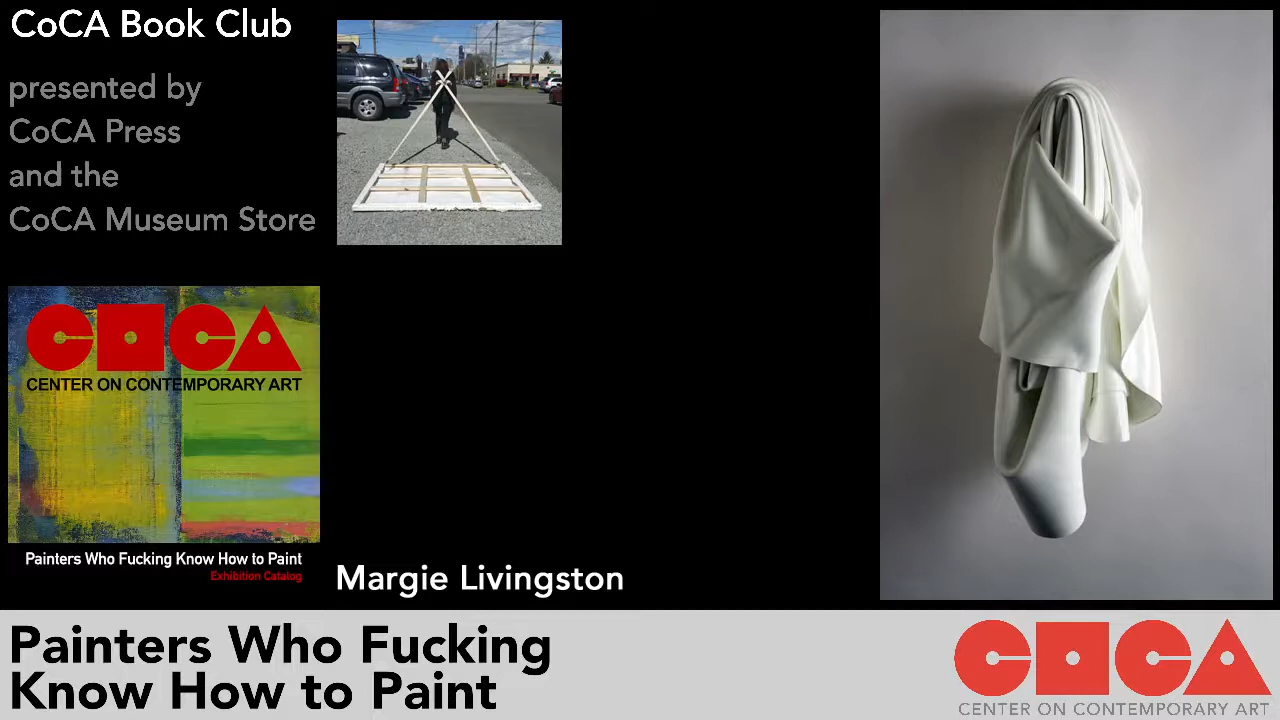 CoCA Book Club
presented by
CoCA Press
and the
CoCA Museum Store
COCA
CENTER ON CONTEMPORARY ART
Painters Who Fucking Know How to Paint
Exhibition Catalog
Margie Livingston
Painters Who Fucking
Know How to Paint
COCA
CENTER ON CONTEMPORARY ART